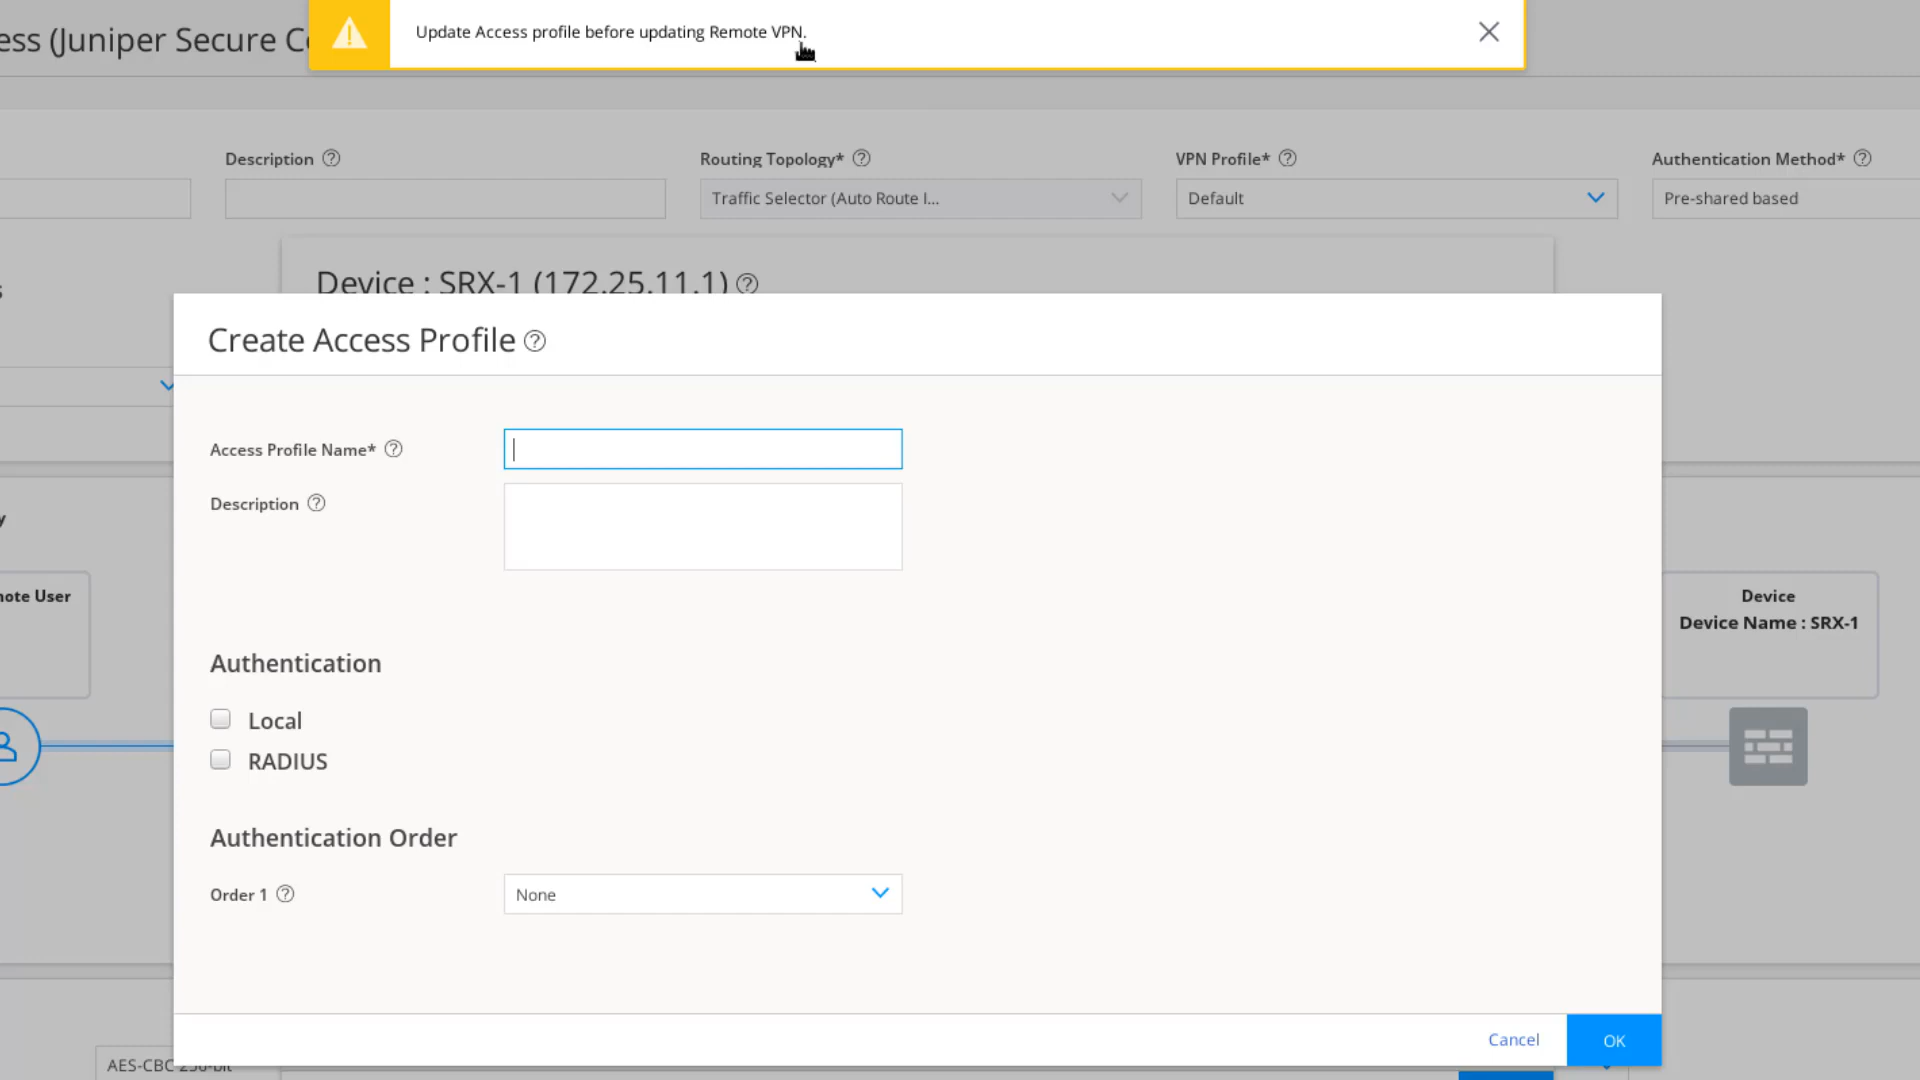 Update Access profile before updating Remote VPN.
ess (Juniper Secure C
Description
Routing Topology*
VPN Profile*
Authentication Method*
Traffic Selector (Auto Route I...
Default
Pre-shared based
Device : SRX-1 (172.25.11.1)
Create Access Profile
Access Profile Name*
Description
Authentication
Local
RADIUS
Authentication Order
Order 1
None
Cancel
OK
ote User
Device
Device Name : SRX-1
AES-CBC 256-bit